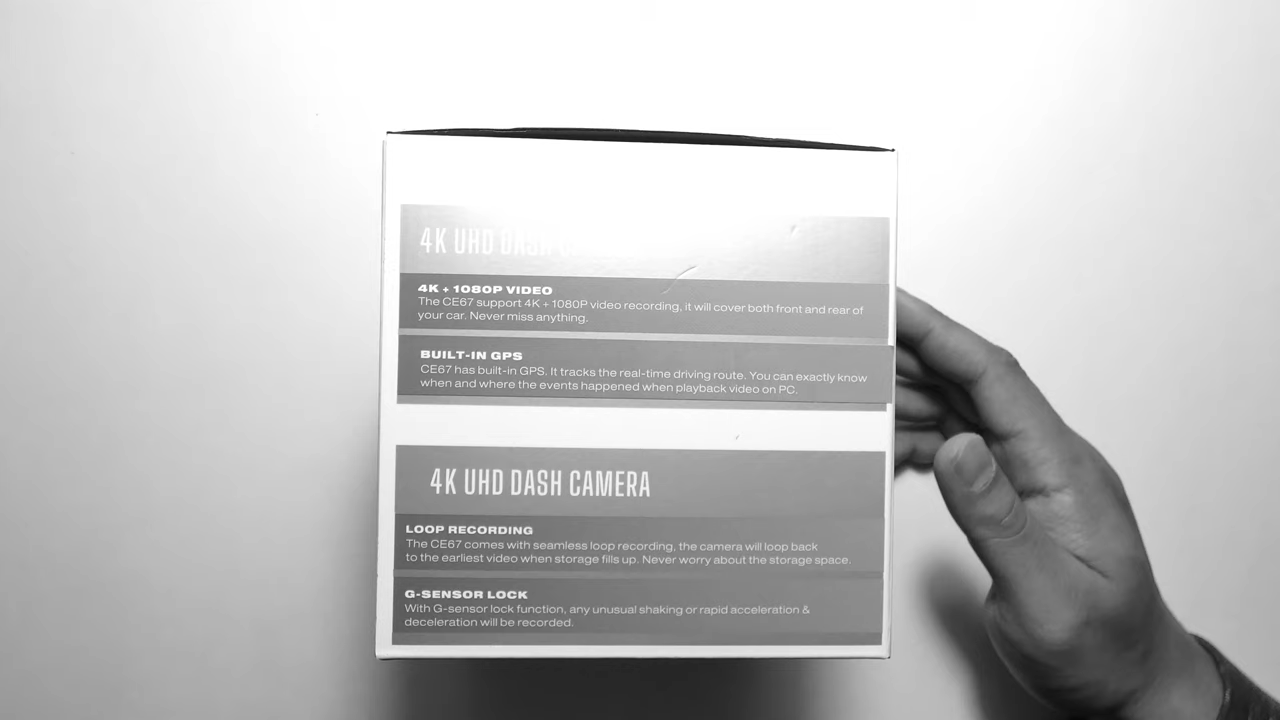 4K UHD DASH
4K + 1080P VIDEO
The CE67 support 4K + 1080P video recording, it will cover both front and rear of
your car. Never miss anything.
BUILT-IN GPS
CE67 has built-in GPS. It tracks the real-time driving route. You can exactly know
when and where the events happened when playback video on PC.
4K UHD DASH CAMERA
LOOP RECORDING
The CE67 comes with seamless loop recording, the camera will loop back
to the earliest video when storage fills up. Never worry about the storage space.
G-SENSOR LOCK
With G-sensor lock function, any unusual shaking or rapid acceleration &
deceleration will be recorded.